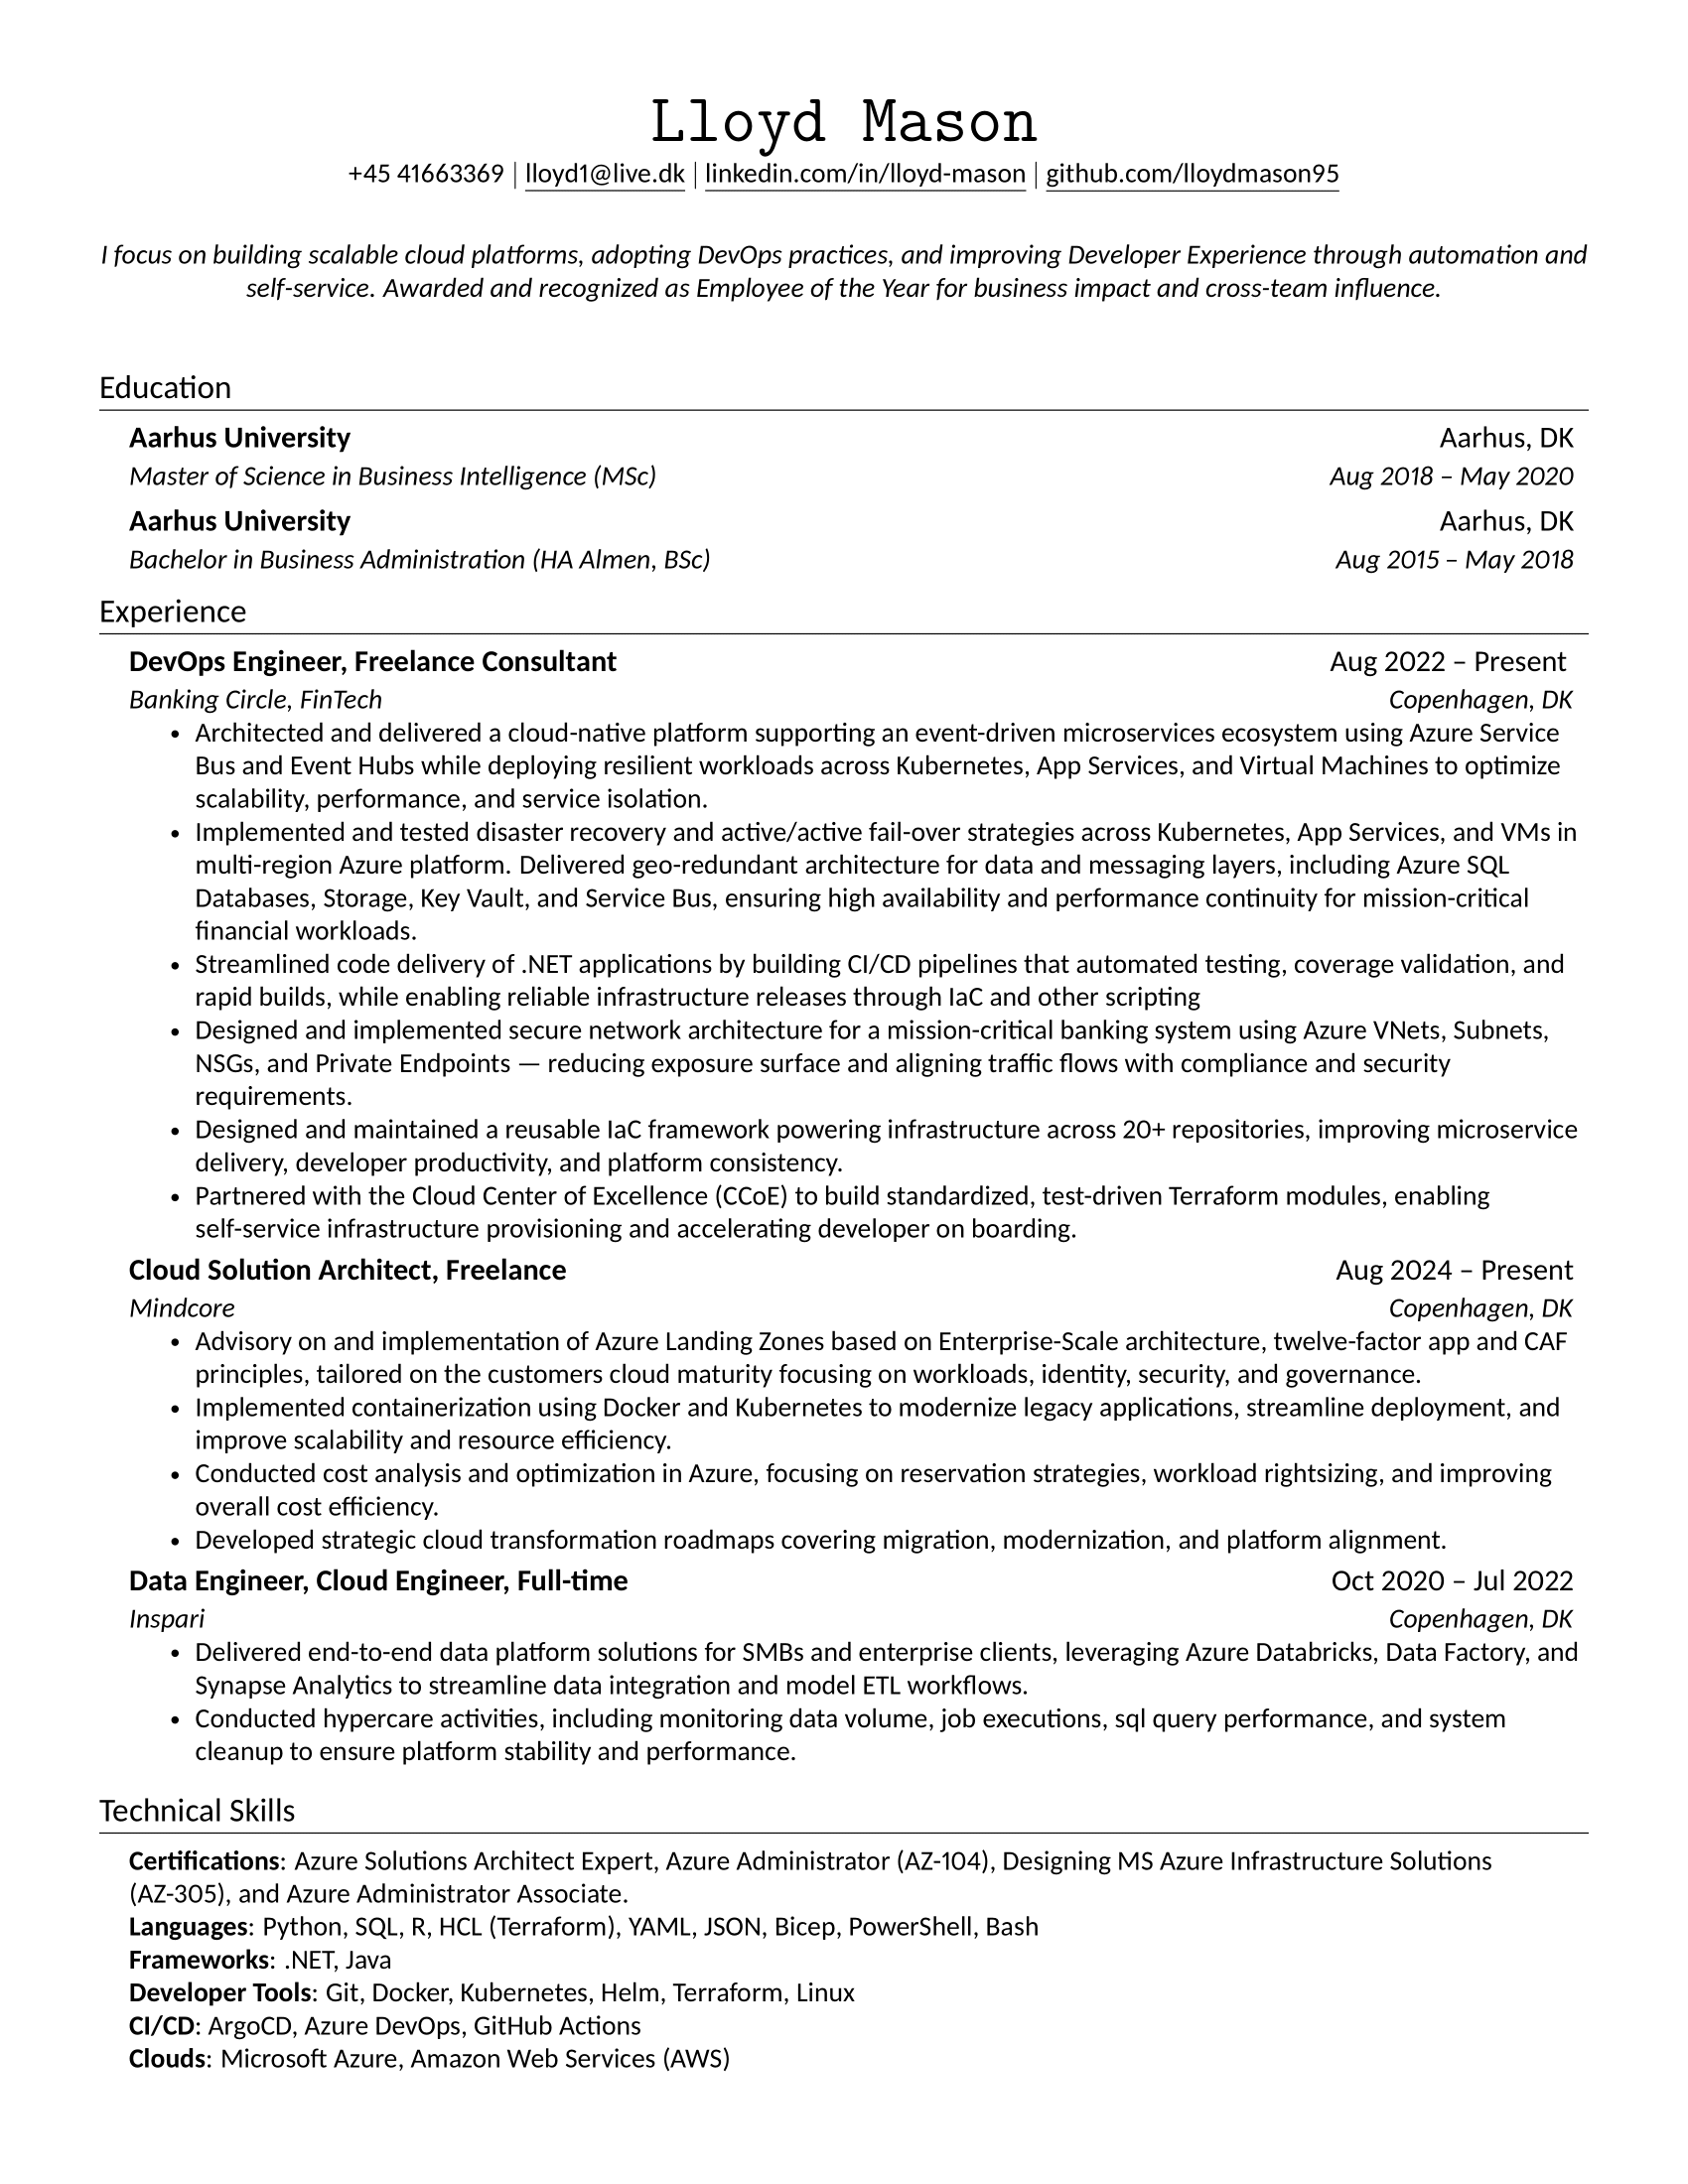 Lloyd Mason
+45 41663369 | lloyd1@live.dk | linkedin.com/in/lloyd-mason | github.com/lloydmason95
I focus on building scalable cloud platforms, adopting DevOps practices, and improving Developer Experience through automation and
self-service. Awarded and recognized as Employee of the Year for business impact and cross-team influence.
Education
Aarhus University Aarhus, DK
Master of Science in Business Intelligence (MSc) Aug 2018 – May 2020
Aarhus University Aarhus, DK
Bachelor in Business Administration (HA Almen, BSc) Aug 2015 – May 2018
Experience
DevOps Engineer, Freelance Consultant Aug 2022 – Present
Banking Circle, FinTech Copenhagen, DK
• Architected and delivered a cloud-native platform supporting an event-driven microservices ecosystem using Azure Service
Bus and Event Hubs while deploying resilient workloads across Kubernetes, App Services, and Virtual Machines to optimize
scalability, performance, and service isolation.
• Implemented and tested disaster recovery and active/active fail-over strategies across Kubernetes, App Services, and VMs in
multi-region Azure platform. Delivered geo-redundant architecture for data and messaging layers, including Azure SQL
Databases, Storage, Key Vault, and Service Bus, ensuring high availability and performance continuity for mission-critical
financial workloads.
• Streamlined code delivery of .NET applications by building CI/CD pipelines that automated testing, coverage validation, and
rapid builds, while enabling reliable infrastructure releases through IaC and other scripting
• Designed and implemented secure network architecture for a mission-critical banking system using Azure VNets, Subnets,
NSGs, and Private Endpoints — reducing exposure surface and aligning traffic flows with compliance and security
requirements.
• Designed and maintained a reusable IaC framework powering infrastructure across 20+ repositories, improving microservice
delivery, developer productivity, and platform consistency.
• Partnered with the Cloud Center of Excellence (CCoE) to build standardized, test-driven Terraform modules, enabling
self-service infrastructure provisioning and accelerating developer on boarding.
Cloud Solution Architect, Freelance Aug 2024 – Present
Mindcore Copenhagen, DK
• Advisory on and implementation of Azure Landing Zones based on Enterprise-Scale architecture, twelve-factor app and CAF
principles, tailored on the customers cloud maturity focusing on workloads, identity, security, and governance.
• Implemented containerization using Docker and Kubernetes to modernize legacy applications, streamline deployment, and
improve scalability and resource efficiency.
• Conducted cost analysis and optimization in Azure, focusing on reservation strategies, workload rightsizing, and improving
overall cost efficiency.
• Developed strategic cloud transformation roadmaps covering migration, modernization, and platform alignment.
Data Engineer, Cloud Engineer, Full-time Oct 2020 – Jul 2022
Inspari Copenhagen, DK
• Delivered end-to-end data platform solutions for SMBs and enterprise clients, leveraging Azure Databricks, Data Factory, and
Synapse Analytics to streamline data integration and model ETL workflows.
• Conducted hypercare activities, including monitoring data volume, job executions, sql query performance, and system
cleanup to ensure platform stability and performance.
Technical Skills
Certifications: Azure Solutions Architect Expert, Azure Administrator (AZ-104), Designing MS Azure Infrastructure Solutions
(AZ-305), and Azure Administrator Associate.
Languages: Python, SQL, R, HCL (Terraform), YAML, JSON, Bicep, PowerShell, Bash
Frameworks: .NET, Java
Developer Tools: Git, Docker, Kubernetes, Helm, Terraform, Linux
CI/CD: ArgoCD, Azure DevOps, GitHub Actions
Clouds: Microsoft Azure, Amazon Web Services (AWS)